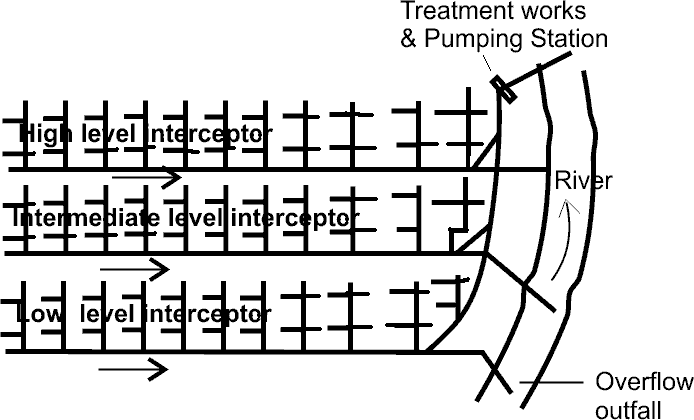 Treatment works
& Pumping Station
High level interceptor
River
Intermediate level interceptor
Low level interceptor
Overflow
outfall